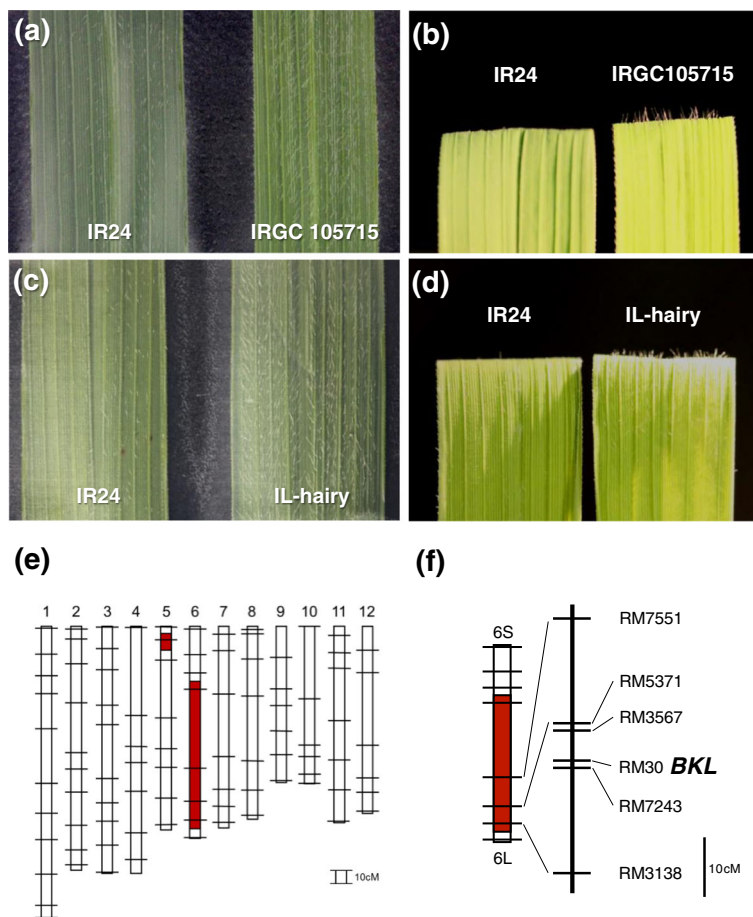 (a)
IR24
IRGC 105715
(b)
IR24
IRGC105715
(c)
IR24
IL-hairy
(d)
IR24
IL-hairy
(e)
1 2 3 4 5 6 7 8 9 10 11 12
10cM
(f)
6S
6L
RM7551
RM5371
RM3567
RM30 BKL
RM7243
RM3138
10cM